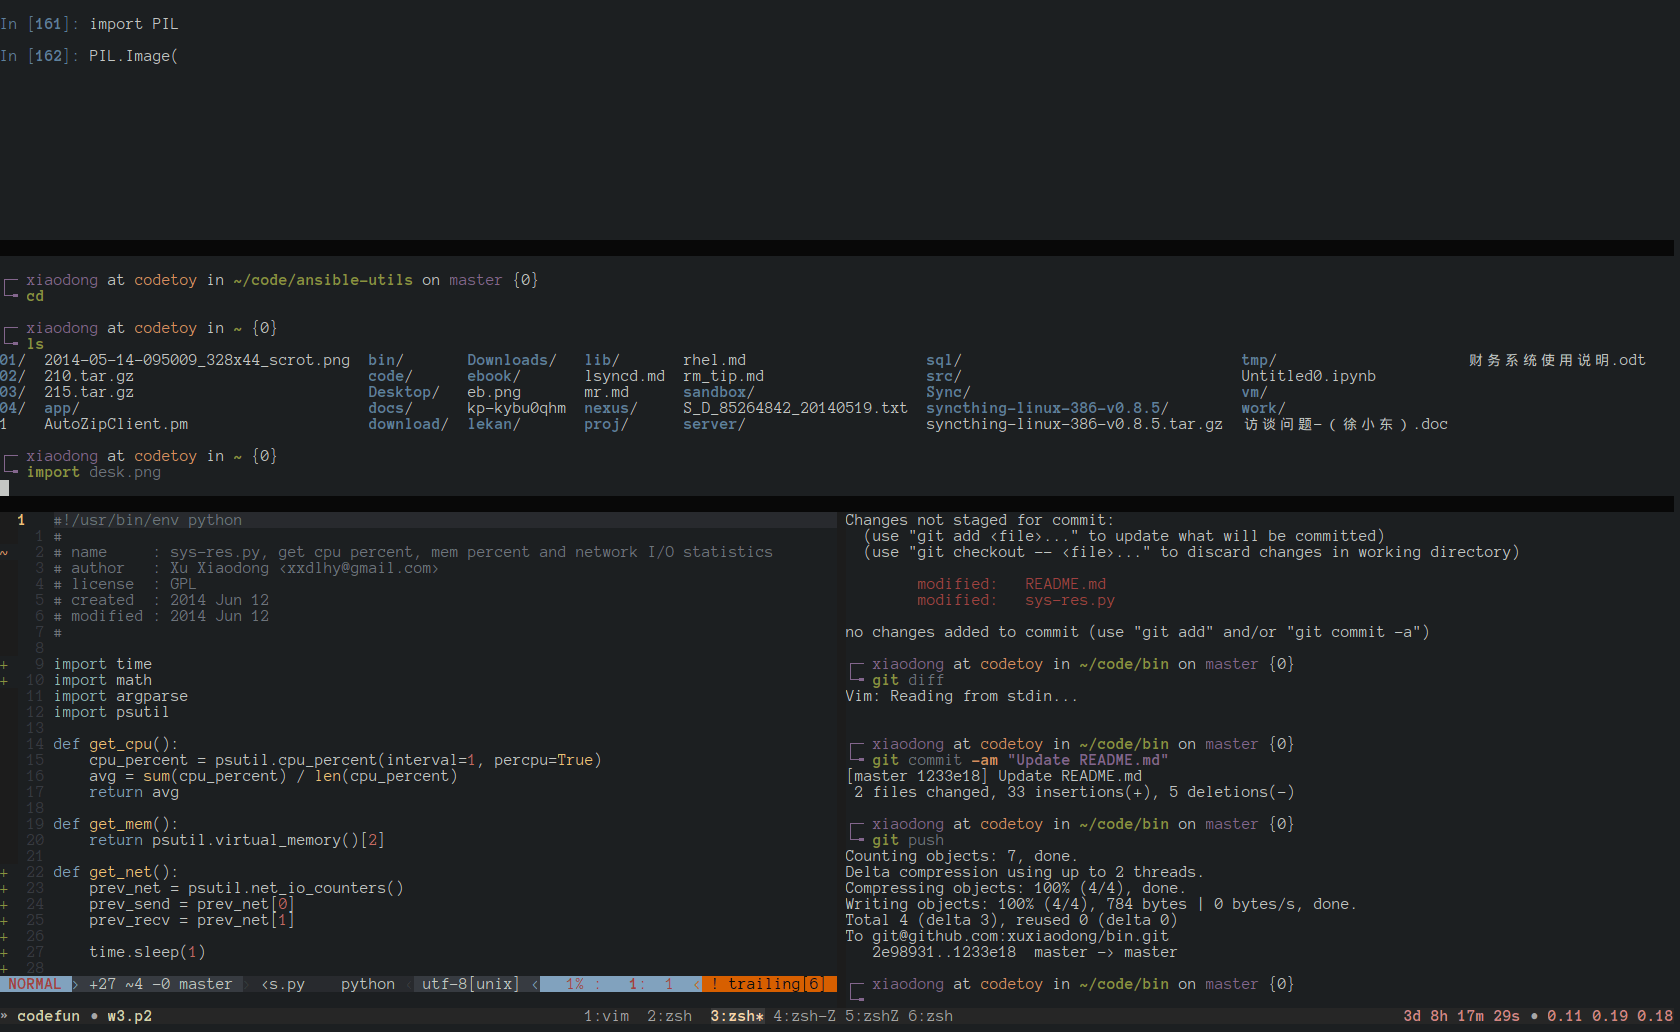 In [161]: import PIL
In [162]: PIL.Image(
xiaodong at codetoy in ~/code/ansible-utils on master {0}
cd
xiaodong at codetoy in ~ {0}
ls
01/ 2014-05-14-095009_328x44_scrot.png bin/ Downloads/ lib/ rhel.md sql/ tmp/ 财务系统使用说明.odt
02/ 210.tar.gz code/ ebook/ lsyncd.md rm_tip.md src/ Untitled0.ipynb
03/ 215.tar.gz Desktop/ eb.png mr.md sandbox/ Sync/ vm/
04/ app/ docs/ kp-kybu0qhm nexus/ S_D_85264842_20140519.txt syncthing-linux-386-v0.8.5/ work/
1 AutoZipClient.pm download/ lekan/ proj/ server/ syncthing-linux-386-v0.8.5.tar.gz 访谈问题-（徐小东）.doc
xiaodong at codetoy in ~ {0}
import desk.png
1 #!/usr/bin/env python
1 #
~ 2 # name : sys-res.py, get cpu percent, mem percent and network I/O statistics
3 # author : Xu Xiaodong <xxdlhy@gmail.com>
4 # license : GPL
5 # created : 2014 Jun 12
6 # modified : 2014 Jun 12
7 #
8
+ 9 import time
+ 10 import math
11 import argparse
12 import psutil
13
14 def get_cpu():
15 cpu_percent = psutil.cpu_percent(interval=1, percpu=True)
16 avg = sum(cpu_percent) / len(cpu_percent)
17 return avg
18
19 def get_mem():
20 return psutil.virtual_memory()[2]
21
+ 22 def get_net():
+ 23 prev_net = psutil.net_io_counters()
+ 24 prev_send = prev_net[0]
+ 25 prev_recv = prev_net[1]
+ 26
+ 27 time.sleep(1)
+ 28
NORMAL > +27 ~4 -0 master <s.py python utf-8[unix] < 1% : 1: 1 < ! trailing[6]
Changes not staged for commit:
(use "git add <file>..." to update what will be committed)
(use "git checkout -- <file>..." to discard changes in working directory)
modified: README.md
modified: sys-res.py
no changes added to commit (use "git add" and/or "git commit -a")
xiaodong at codetoy in ~/code/bin on master {0}
git diff
Vim: Reading from stdin...
xiaodong at codetoy in ~/code/bin on master {0}
git commit -am "Update README.md"
[master 1233e18] Update README.md
2 files changed, 33 insertions(+), 5 deletions(-)
xiaodong at codetoy in ~/code/bin on master {0}
git push
Counting objects: 7, done.
Delta compression using up to 2 threads.
Compressing objects: 100% (4/4), done.
Writing objects: 100% (4/4), 784 bytes | 0 bytes/s, done.
Total 4 (delta 3), reused 0 (delta 0)
To git@github.com:xuxiaodong/bin.git
2e98931..1233e18 master -> master
xiaodong at codetoy in ~/code/bin on master {0}
» codefun • w3.p2 1:vim 2:zsh 3:zsh* 4:zsh-Z 5:zshZ 6:zsh 3d 8h 17m 29s • 0.11 0.19 0.18